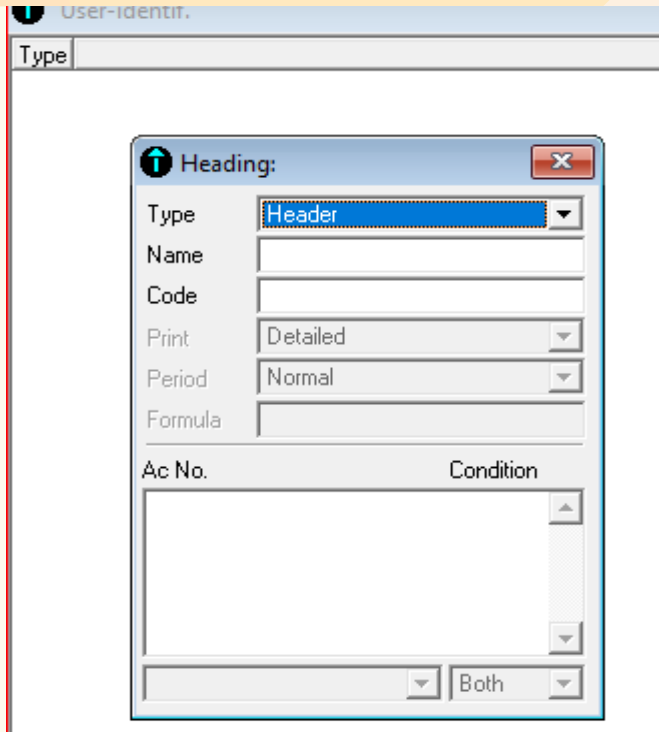 User-Identif.
Type
Heading:
Type Header
Name
Code
Print Detailed
Period Normal
Formula
Ac No. Condition
Both